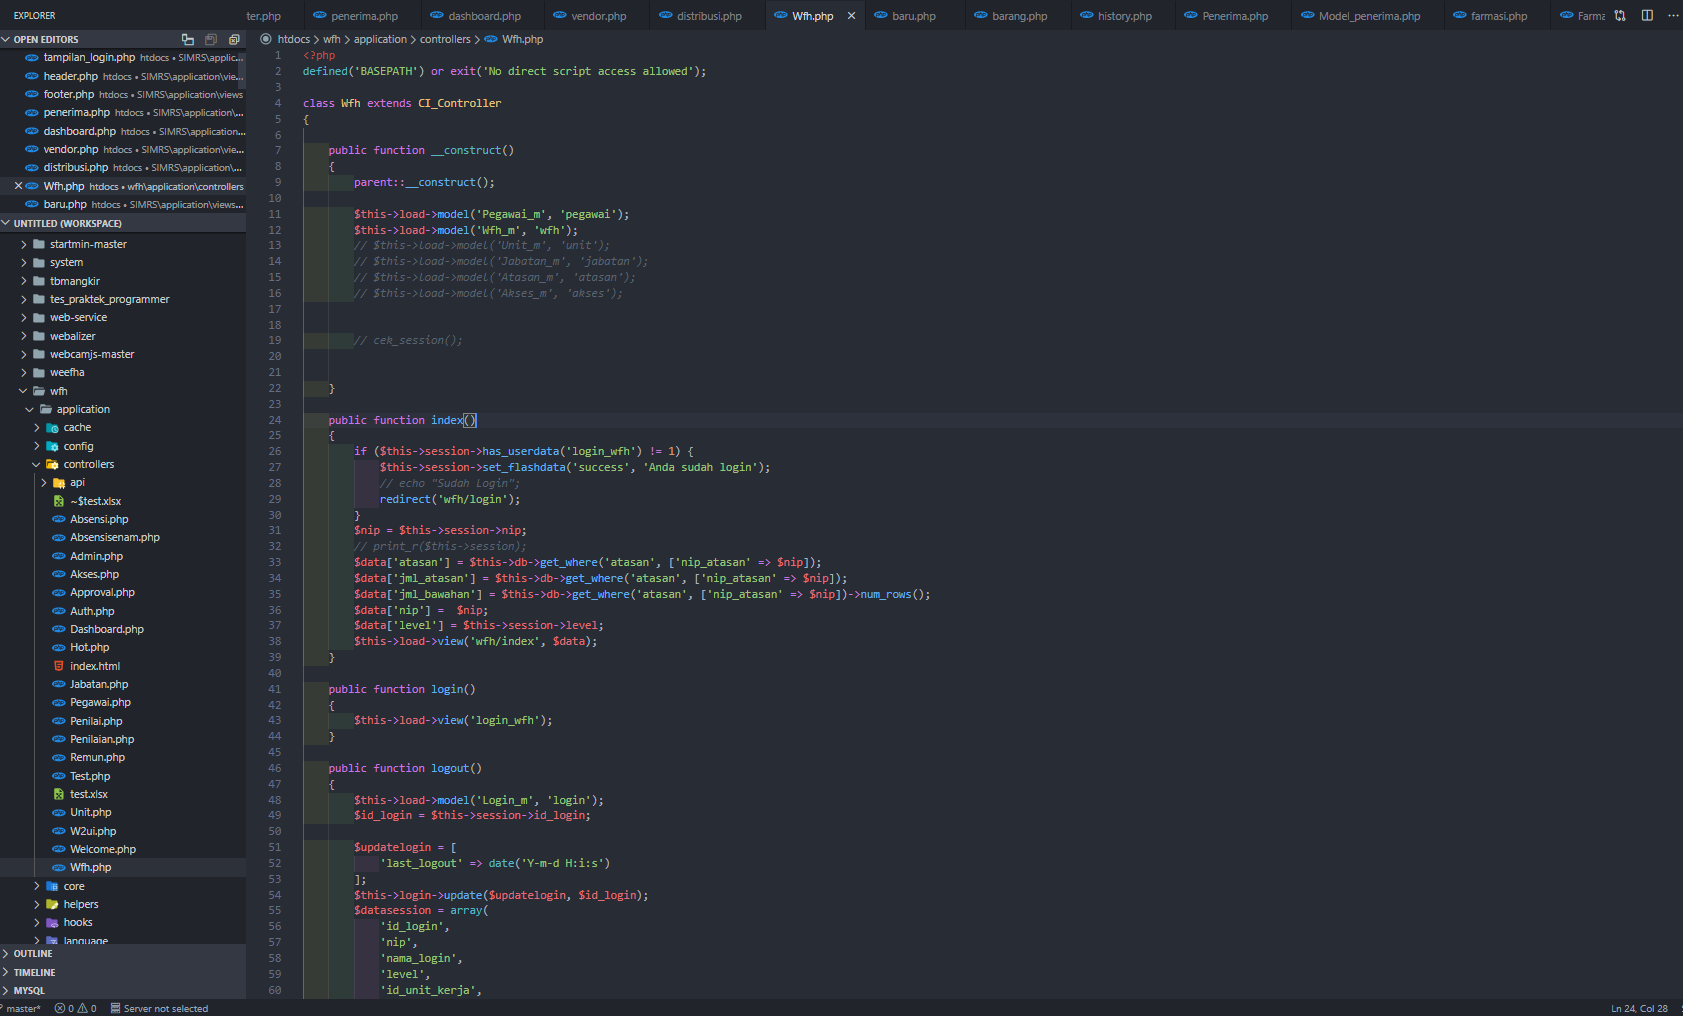 EXPLORER
ter.php
penerima.php
dashboard.php
vendor.php
distribusi.php
Wfh.php
baru.php
barang.php
history.php
Penerima.php
Model_penerima.php
farmasi.php
Farma
OPEN EDITORS
tampilan_login.php htdocs • SIMRS\applic...
header.php htdocs • SIMRS\application\vie...
footer.php htdocs • SIMRS\application\views
penerima.php htdocs • SIMRS\application\...
dashboard.php htdocs • SIMRS\application...
vendor.php htdocs • SIMRS\application\vie...
distribusi.php htdocs • SIMRS\application\...
Wfh.php htdocs • wfh\application\controllers
baru.php htdocs • SIMRS\application\views...
UNTITLED (WORKSPACE)
startmin-master
system
tbmangkir
tes_praktek_programmer
web-service
webalizer
webcamjs-master
weefha
wfh
application
cache
config
controllers
api
~$test.xlsx
Absensi.php
Absensisenam.php
Admin.php
Akses.php
Approval.php
Auth.php
Dashboard.php
Hot.php
index.html
Jabatan.php
Pegawai.php
Penilai.php
Penilaian.php
Remun.php
Test.php
test.xlsx
Unit.php
W2ui.php
Welcome.php
Wfh.php
core
helpers
hooks
language
OUTLINE
TIMELINE
MYSQL
htdocs > wfh > application > controllers > Wfh.php
1 <?php
2 defined('BASEPATH') or exit('No direct script access allowed');
3
4 class Wfh extends CI_Controller
5 {
6
7 public function __construct()
8 {
9 parent::__construct();
10
11 $this->load->model('Pegawai_m', 'pegawai');
12 $this->load->model('Wfh_m', 'wfh');
13 // $this->load->model('Unit_m', 'unit');
14 // $this->load->model('Jabatan_m', 'jabatan');
15 // $this->load->model('Atasan_m', 'atasan');
16 // $this->load->model('Akses_m', 'akses');
17
18
19 // cek_session();
20
21
22 }
23
24 public function index()
25 {
26 if ($this->session->has_userdata('login_wfh') != 1) {
27 $this->session->set_flashdata('success', 'Anda sudah login');
28 // echo "Sudah Login";
29 redirect('wfh/login');
30 }
31 $nip = $this->session->nip;
32 // print_r($this->session);
33 $data['atasan'] = $this->db->get_where('atasan', ['nip_atasan' => $nip]);
34 $data['jml_atasan'] = $this->db->get_where('atasan', ['nip_atasan' => $nip]);
35 $data['jml_bawahan'] = $this->db->get_where('atasan', ['nip_atasan' => $nip])->num_rows();
36 $data['nip'] =  $nip;
37 $data['level'] = $this->session->level;
38 $this->load->view('wfh/index', $data);
39 }
40
41 public function login()
42 {
43 $this->load->view('login_wfh');
44 }
45
46 public function logout()
47 {
48 $this->load->model('Login_m', 'login');
49 $id_login = $this->session->id_login;
50
51 $updatelogin = [
52 'last_logout' => date('Y-m-d H:i:s')
53 ];
54 $this->login->update($updatelogin, $id_login);
55 $datasession = array(
56 'id_login',
57 'nip',
58 'nama_login',
59 'level',
60 'id_unit_kerja',
master*
0
0
Server not selected
Ln 24, Col 28